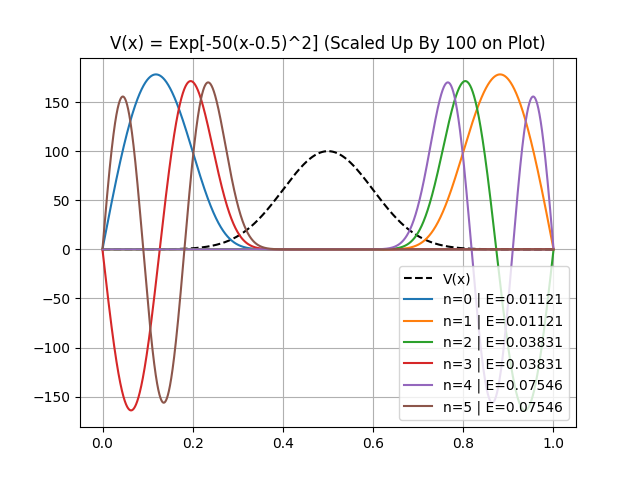 V(x) = Exp[-50(x-0.5)^2] (Scaled Up By 100 on Plot)
150
100
50
0
−50
−100
−150
V(x)
n=0 | E=0.01121
n=1 | E=0.01121
n=2 | E=0.03831
n=3 | E=0.03831
n=4 | E=0.07546
n=5 | E=0.07546
0.0 0.2 0.4 0.6 0.8 1.0